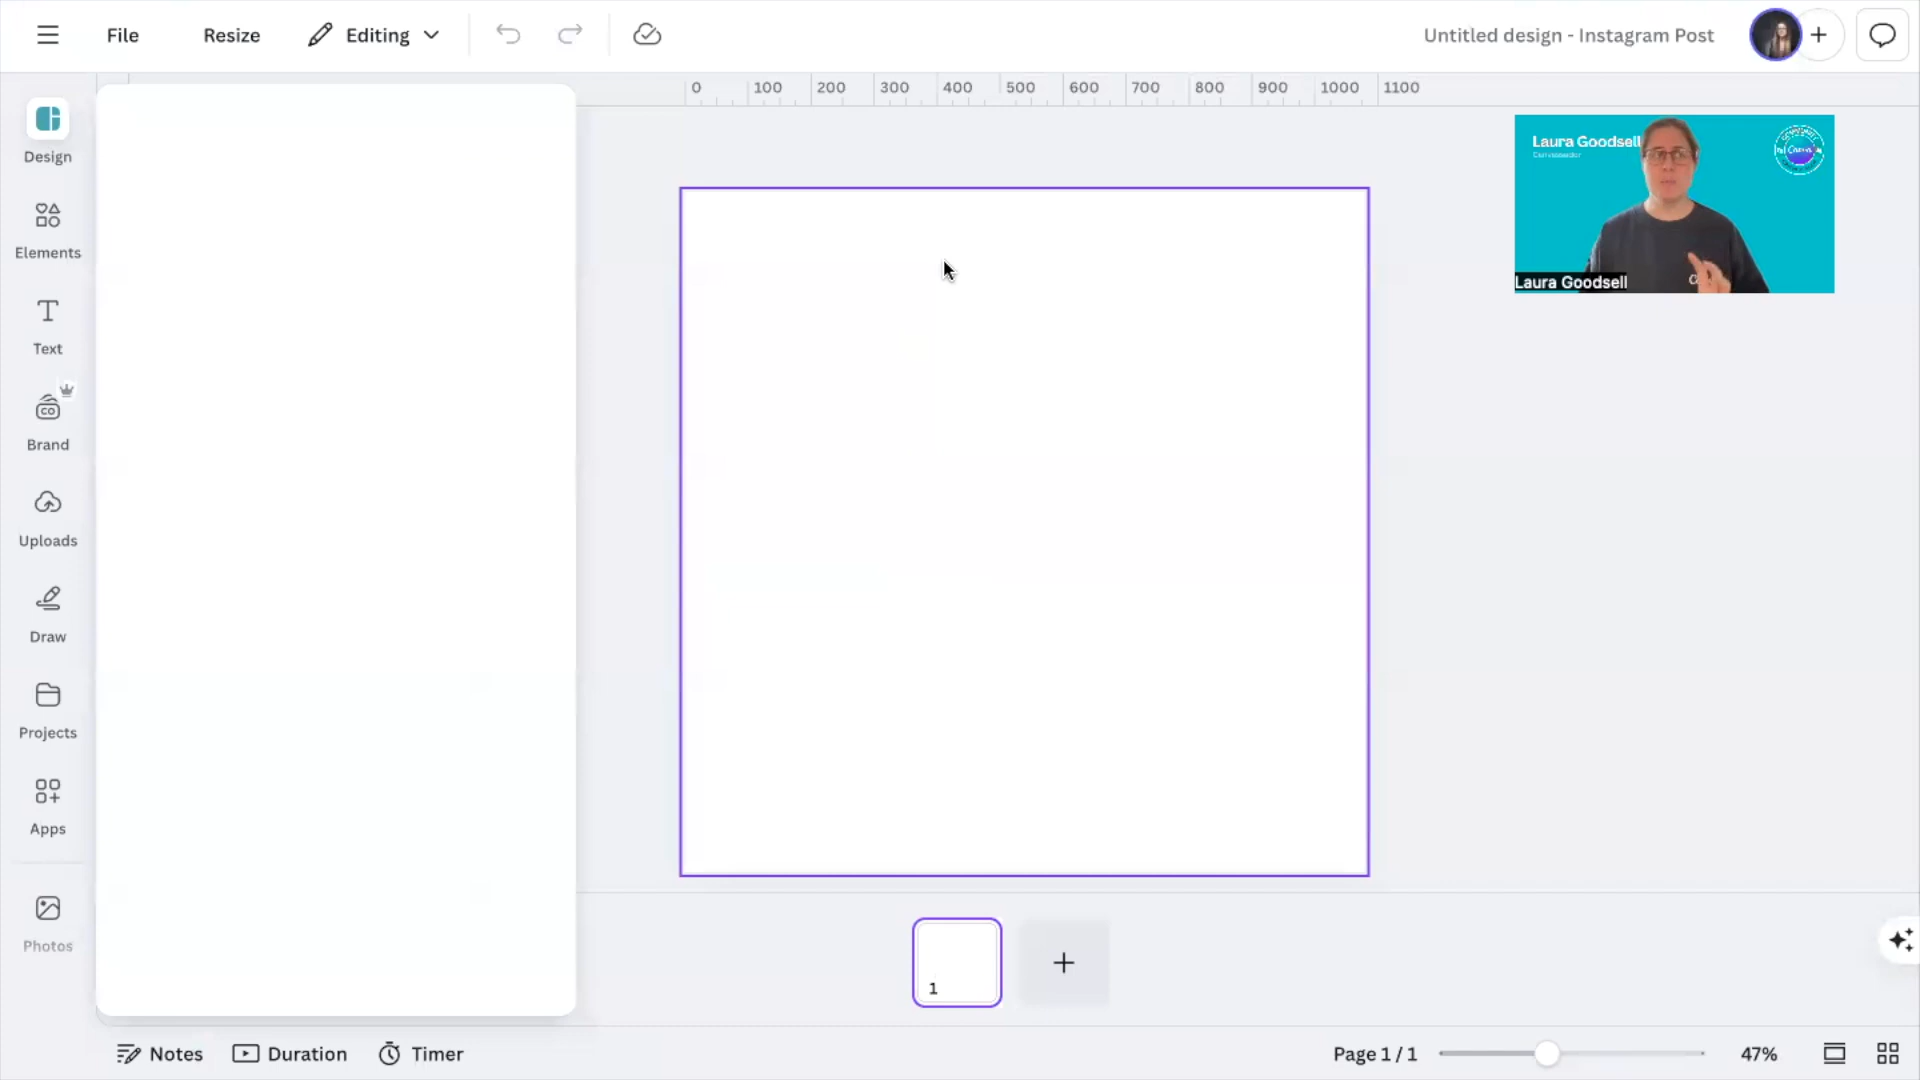 File
Resize
Editing
Untitled design - Instagram Post
0 100 200 300 400 500 600 700 800 900 1000 1100
Design
Elements
Text
CO
Brand
Uploads
Draw
Projects
Apps
Photos
Laura Goodsell
Canva
Laura Goodsell
1
Notes
Duration
Timer
Page 1 / 1
47%